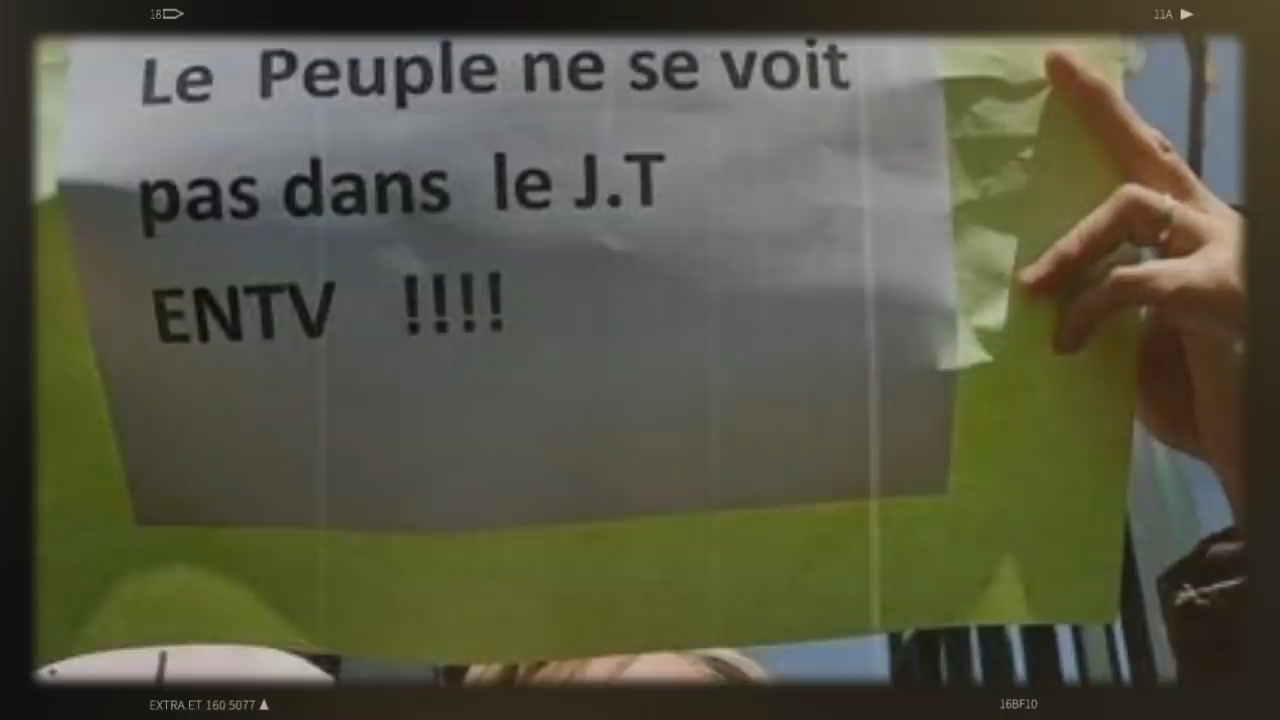 18
11A
Le Peuple ne se voit
pas dans le J.T
ENTV !!!!
EXTRA ET 160 5077
16BF10